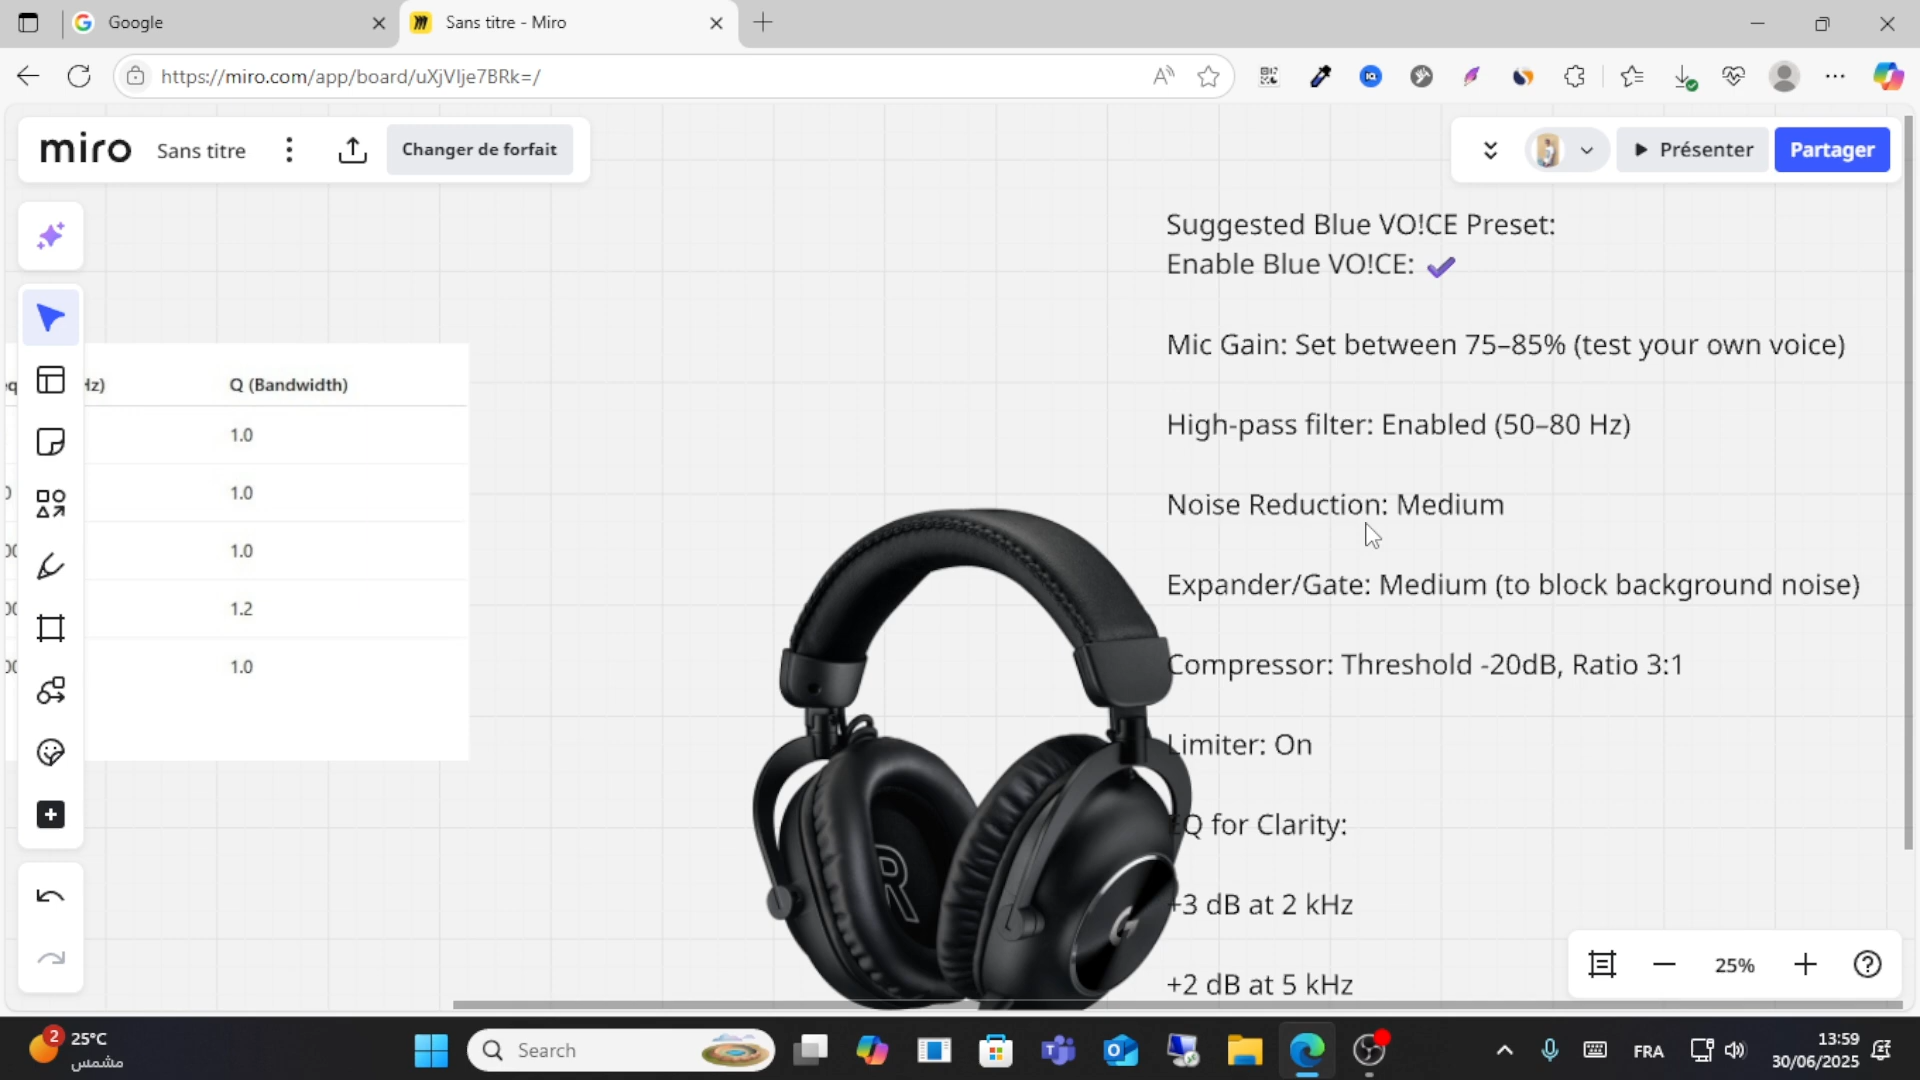 Google
Sans titre - Miro
https://miro.com/app/board/uXjVIje7BRk=/
miro
Sans titre
Changer de forfait
Présenter
Partager
Suggested Blue VO!CE Preset:
Enable Blue VO!CE:
Mic Gain: Set between 75–85% (test your own voice)
High-pass filter: Enabled (50–80 Hz)
Noise Reduction: Medium
Expander/Gate: Medium (to block background noise)
Compressor: Threshold -20dB, Ratio 3:1
Limiter: On
EQ for Clarity:
+3 dB at 2 kHz
+2 dB at 5 kHz
Hz)
Q (Bandwidth)
1.0
1.0
1.0
1.2
1.0
R
G
25%
2
25°C
مشمس
Search
FRA
13:59
30/06/2025